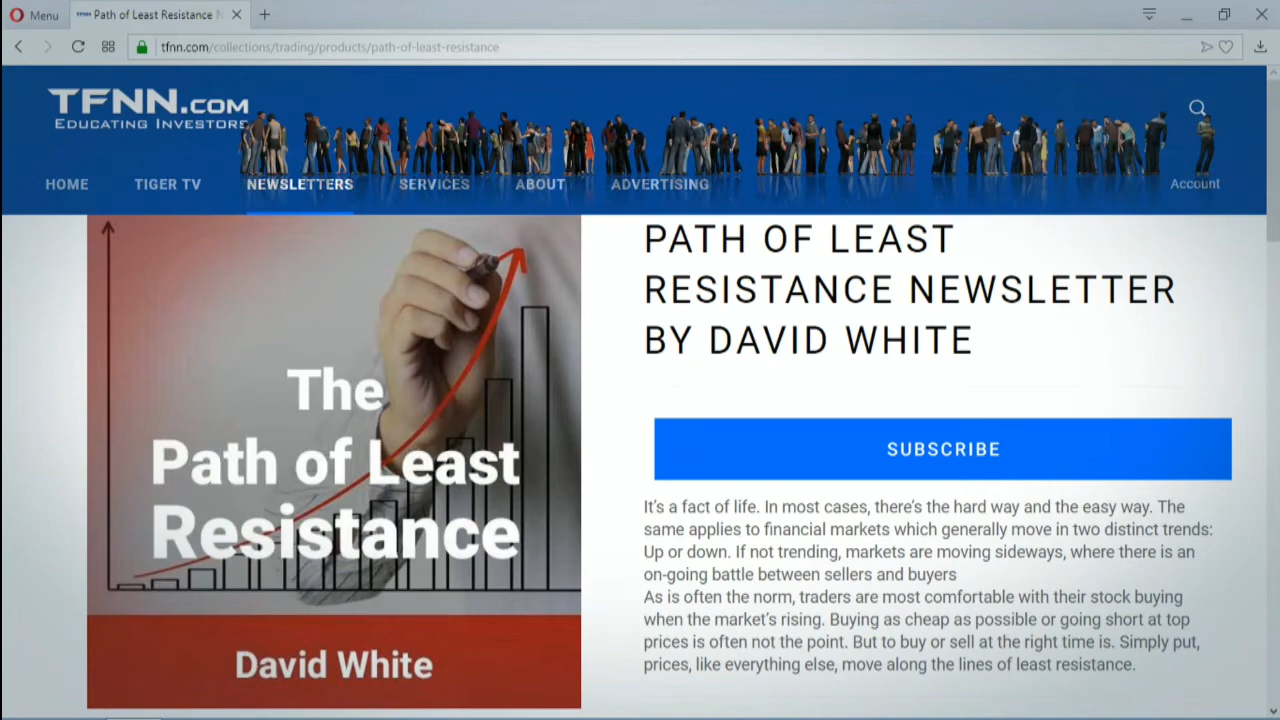 Menu
TFNN Path of Least Resistance N
tfnn.com/collections/trading/products/path-of-least-resistance
TFNN.COM
EDUCATING INVESTORS
HOME TIGER TV NEWSLETTERS SERVICES ABOUT ADVERTISING Account
The
Path of Least
Resistance
David White
PATH OF LEAST
RESISTANCE NEWSLETTER
BY DAVID WHITE
SUBSCRIBE
It's a fact of life. In most cases, there's the hard way and the easy way. The
same applies to financial markets which generally move in two distinct trends:
Up or down. If not trending, markets are moving sideways, where there is an
on-going battle between sellers and buyers
As is often the norm, traders are most comfortable with their stock buying
when the market's rising. Buying as cheap as possible or going short at top
prices is often not the point. But to buy or sell at the right time is. Simply put,
prices, like everything else, move along the lines of least resistance.